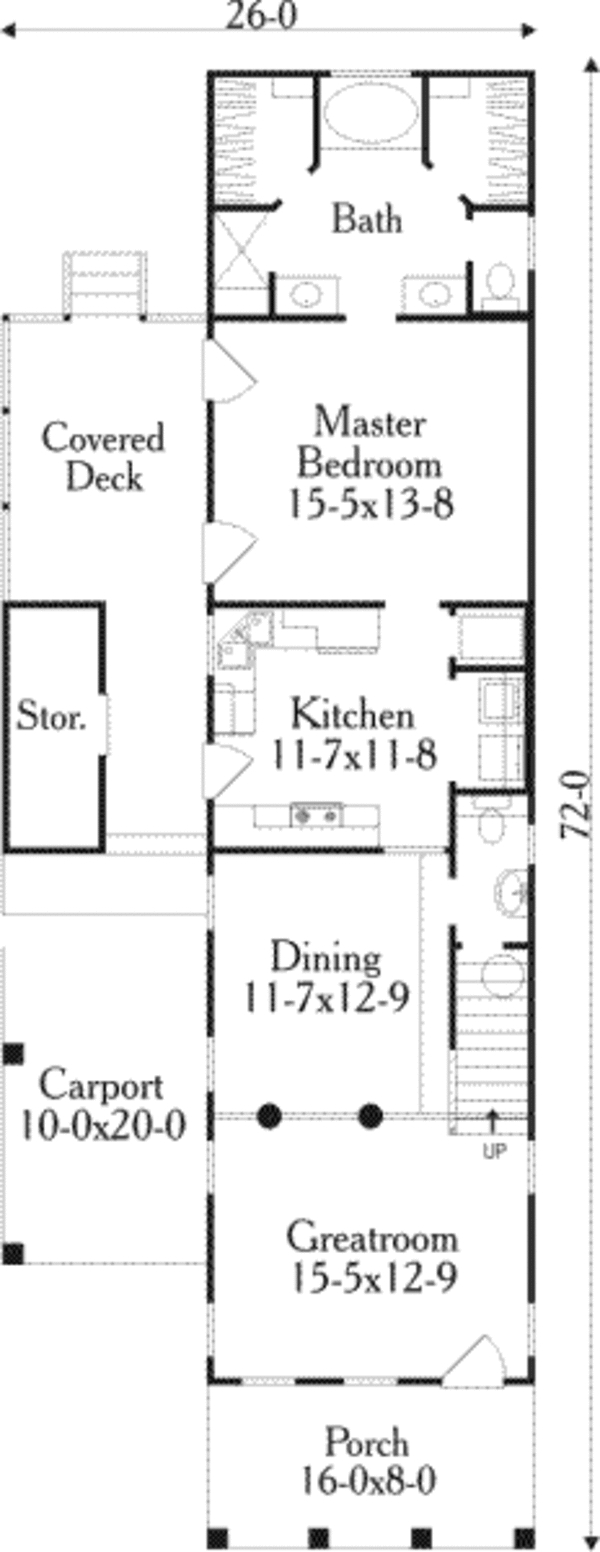 26-0
Bath
Covered
Deck
Master
Bedroom
15-5x13-8
Stor.
Kitchen
11-7x11-8
72-0
Dining
11-7x12-9
Carport
10-0x20-0
UP
Greatroom
15-5x12-9
Porch
16-0x8-0